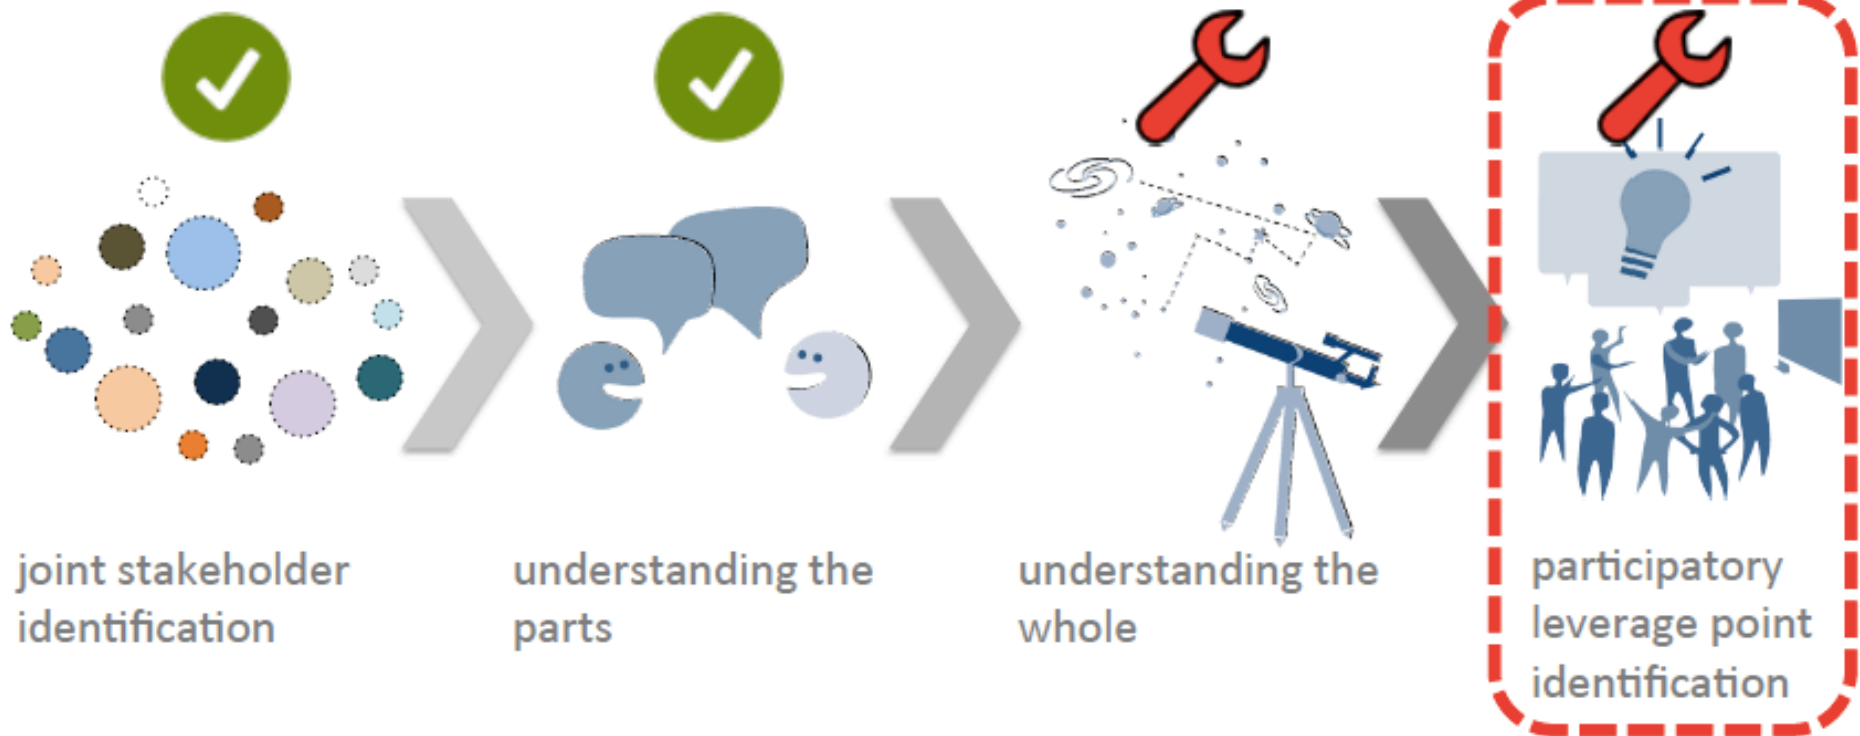 joint stakeholder
identification
understanding the
parts
understanding the
whole
participatory
leverage point
identification